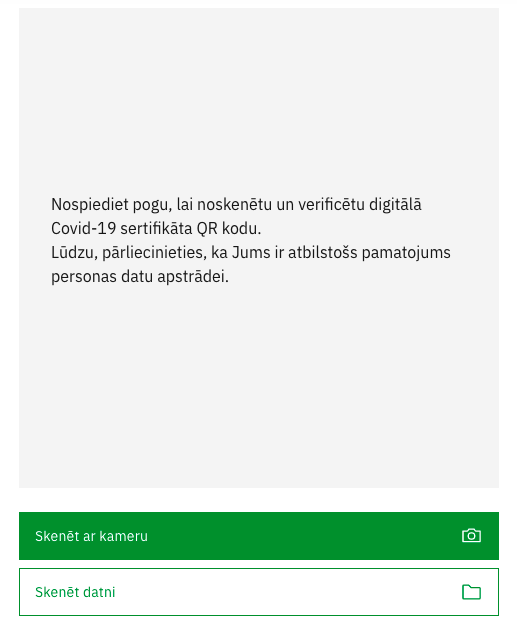 Nospiediet pogu, lai noskenētu un verificētu digitālā
Covid-19 sertifikāta QR kodu.
Lūdzu, pārliecinieties, ka Jums ir atbilstošs pamatojums
personas datu apstrādei.
Skenēt ar kameru
Skenēt datni